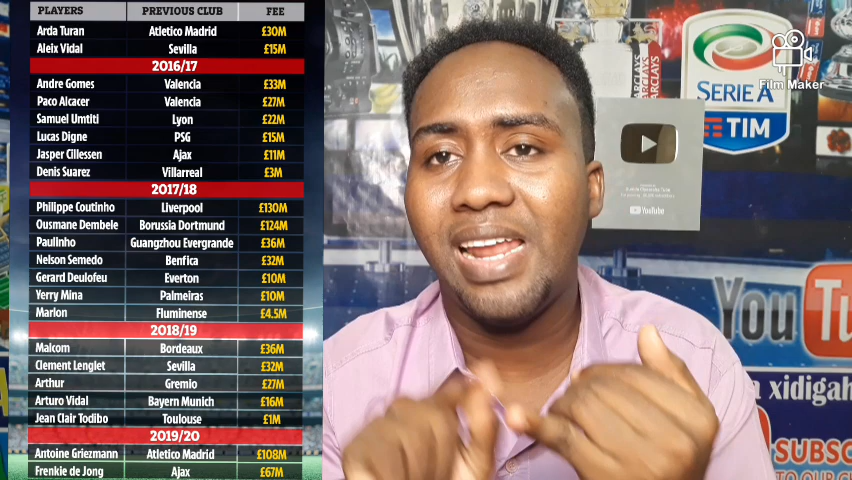 PLAYERS PREVIOUS CLUB FEE
Arda Turan Atletico Madrid £30M
Aleix Vidal Sevilla £15M
2016/17
Andre Gomes Valencia £33M
Paco Alcacer Valencia £27M
Samuel Umtiti Lyon £22M
Lucas Digne PSG £15M
Jasper Cillessen Ajax £11M
Denis Suarez Villarreal £3M
2017/18
Philippe Coutinho Liverpool £130M
Ousmane Dembele Borussia Dortmund £124M
Paulinho Guangzhou Evergrande £36M
Nelson Semedo Benfica £32M
Gerard Deulofeu Everton £10M
Yerry Mina Palmeiras £10M
Marlon Fluminense £4.5M
2018/19
Malcom Bordeaux £36M
Clement Lenglet Sevilla £32M
Arthur Gremio £27M
Arturo Vidal Bayern Munich £16M
Jean Clair Todibo Toulouse £1M
2019/20
Antoine Griezmann Atletico Madrid £108M
Frenkie de Jong Ajax £67M
BARCLAYS
SERIE A
TIM
Film Maker
YouTube
You Tu
a xidigah
SUBSC
TO OUR C